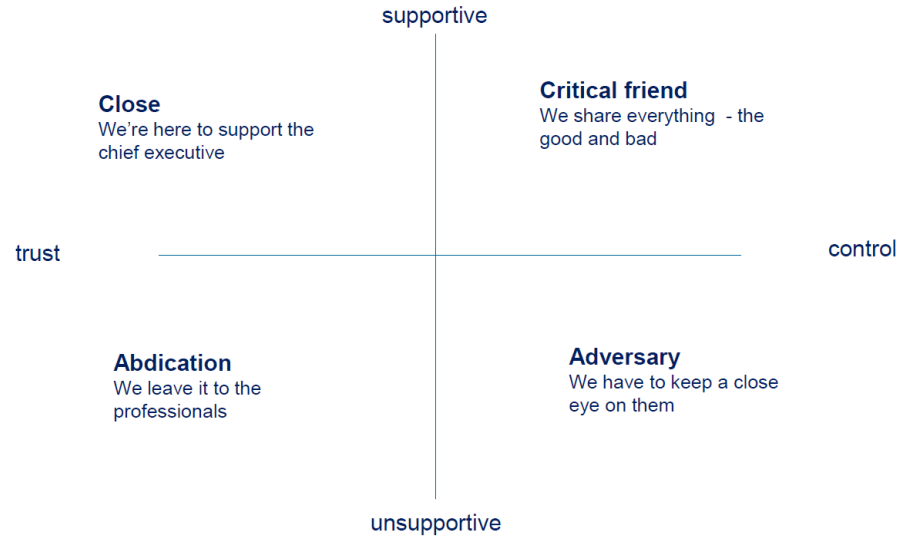 supportive
Close
We’re here to support the
chief executive
Critical friend
We share everything  - the
good and bad
trust
control
Abdication
We leave it to the
professionals
Adversary
We have to keep a close
eye on them
unsupportive